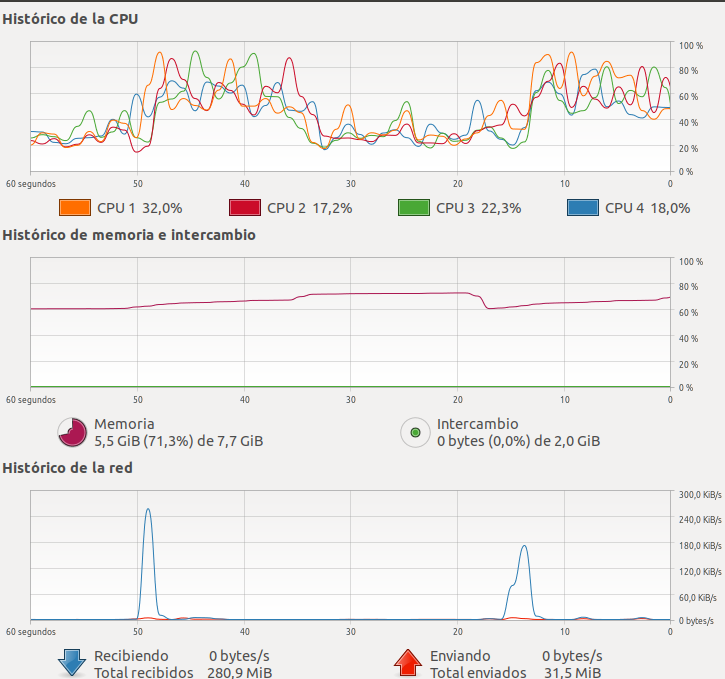 Histórico de la CPU
100 %
80 %
60 %
40 %
20 %
0 %
60 segundos 50 40 30 20 10 0
CPU 1 32,0% CPU 2 17,2% CPU 3 22,3% CPU 4 18,0%
Histórico de memoria e intercambio
100 %
80 %
60 %
40 %
20 %
0 %
60 segundos 50 40 30 20 10 0
Memoria
5,5 GiB (71,3%) de 7,7 GiB
Intercambio
0 bytes (0,0%) de 2,0 GiB
Histórico de la red
300,0 KiB/s
240,0 KiB/s
180,0 KiB/s
120,0 KiB/s
60,0 KiB/s
0 bytes/s
60 segundos 50 40 30 20 10 0
Recibiendo 0 bytes/s
Total recibidos 280,9 MiB
Enviando 0 bytes/s
Total enviados 31,5 MiB